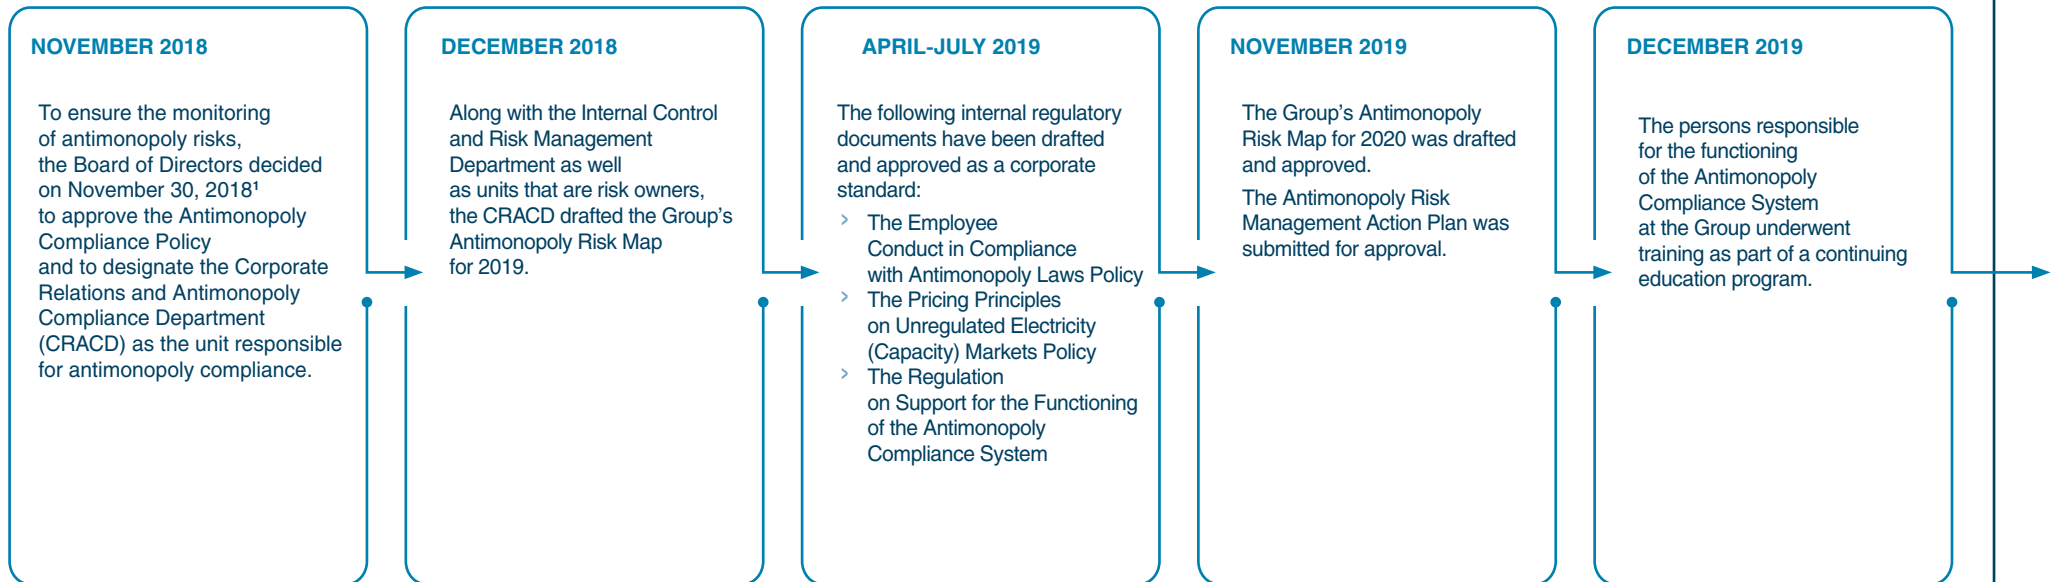 NOVEMBER 2018
To ensure the monitoring
of antimonopoly risks,
the Board of Directors decided
on November 30, 2018¹
to approve the Antimonopoly
Compliance Policy
and to designate the Corporate
Relations and Antimonopoly
Compliance Department
(CRACD) as the unit responsible
for antimonopoly compliance.
DECEMBER 2018
Along with the Internal Control
and Risk Management
Department as well
as units that are risk owners,
the CRACD drafted the Group’s
Antimonopoly Risk Map
for 2019.
APRIL-JULY 2019
The following internal regulatory
documents have been drafted
and approved as a corporate
standard:
› The Employee
Conduct in Compliance
with Antimonopoly Laws Policy
› The Pricing Principles
on Unregulated Electricity
(Capacity) Markets Policy
› The Regulation
on Support for the Functioning
of the Antimonopoly
Compliance System
NOVEMBER 2019
The Group’s Antimonopoly
Risk Map for 2020 was drafted
and approved.
The Antimonopoly Risk
Management Action Plan was
submitted for approval.
DECEMBER 2019
The persons responsible
for the functioning
of the Antimonopoly
Compliance System
at the Group underwent
training as part of a continuing
education program.